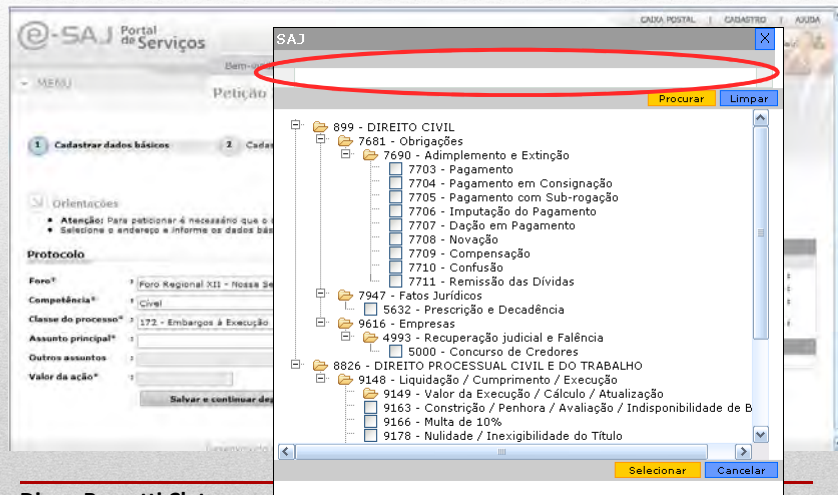 CAIXA POSTAL | CADASTRO | AJUDA
e-SAJ Portal de Serviços
SAJ
X
Bem-vin
MENU
Petição
Procurar
Limpar
1 Cadastrar dados básicos
2 Cadas
Orientações
Atenção: Para peticionar é necessário que o
Selecione o endereço e informe os dados bás
Protocolo
Foro* : Foro Regional XII - Nossa Se
Competência* : Cível
Classe do processo* : 172 - Embargos à Execução
Assunto principal* :
Outros assuntos :
Valor da ação* :
Salvar e continuar dep
899 - DIREITO CIVIL
7681 - Obrigações
7690 - Adimplemento e Extinção
7703 - Pagamento
7704 - Pagamento em Consignação
7705 - Pagamento com Sub-rogação
7706 - Imputação do Pagamento
7707 - Dação em Pagamento
7708 - Novação
7709 - Compensação
7710 - Confusão
7711 - Remissão das Dívidas
7947 - Fatos Jurídicos
5632 - Prescrição e Decadência
9616 - Empresas
4993 - Recuperação judicial e Falência
5000 - Concurso de Credores
8826 - DIREITO PROCESSUAL CIVIL E DO TRABALHO
9148 - Liquidação / Cumprimento / Execução
9149 - Valor da Execução / Cálculo / Atualização
9163 - Constrição / Penhora / Avaliação / Indisponibilidade de B
9166 - Multa de 10%
9178 - Nulidade / Inexigibilidade do Título
Selecionar
Cancelar